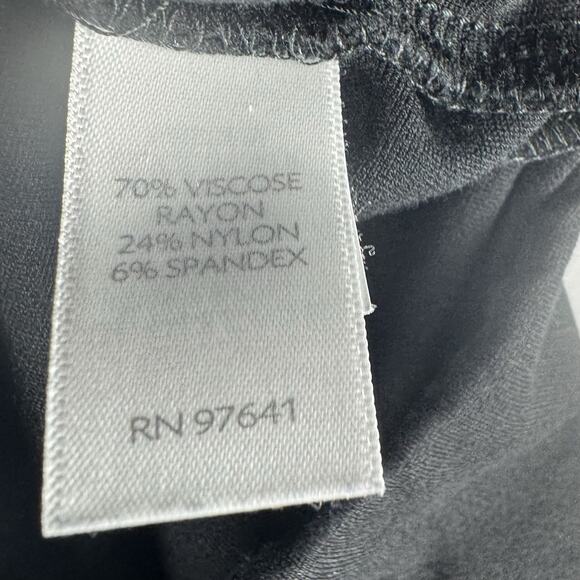 70% VISCOSE
RAYON
24% NYLON
6% SPANDEX
RN 97641